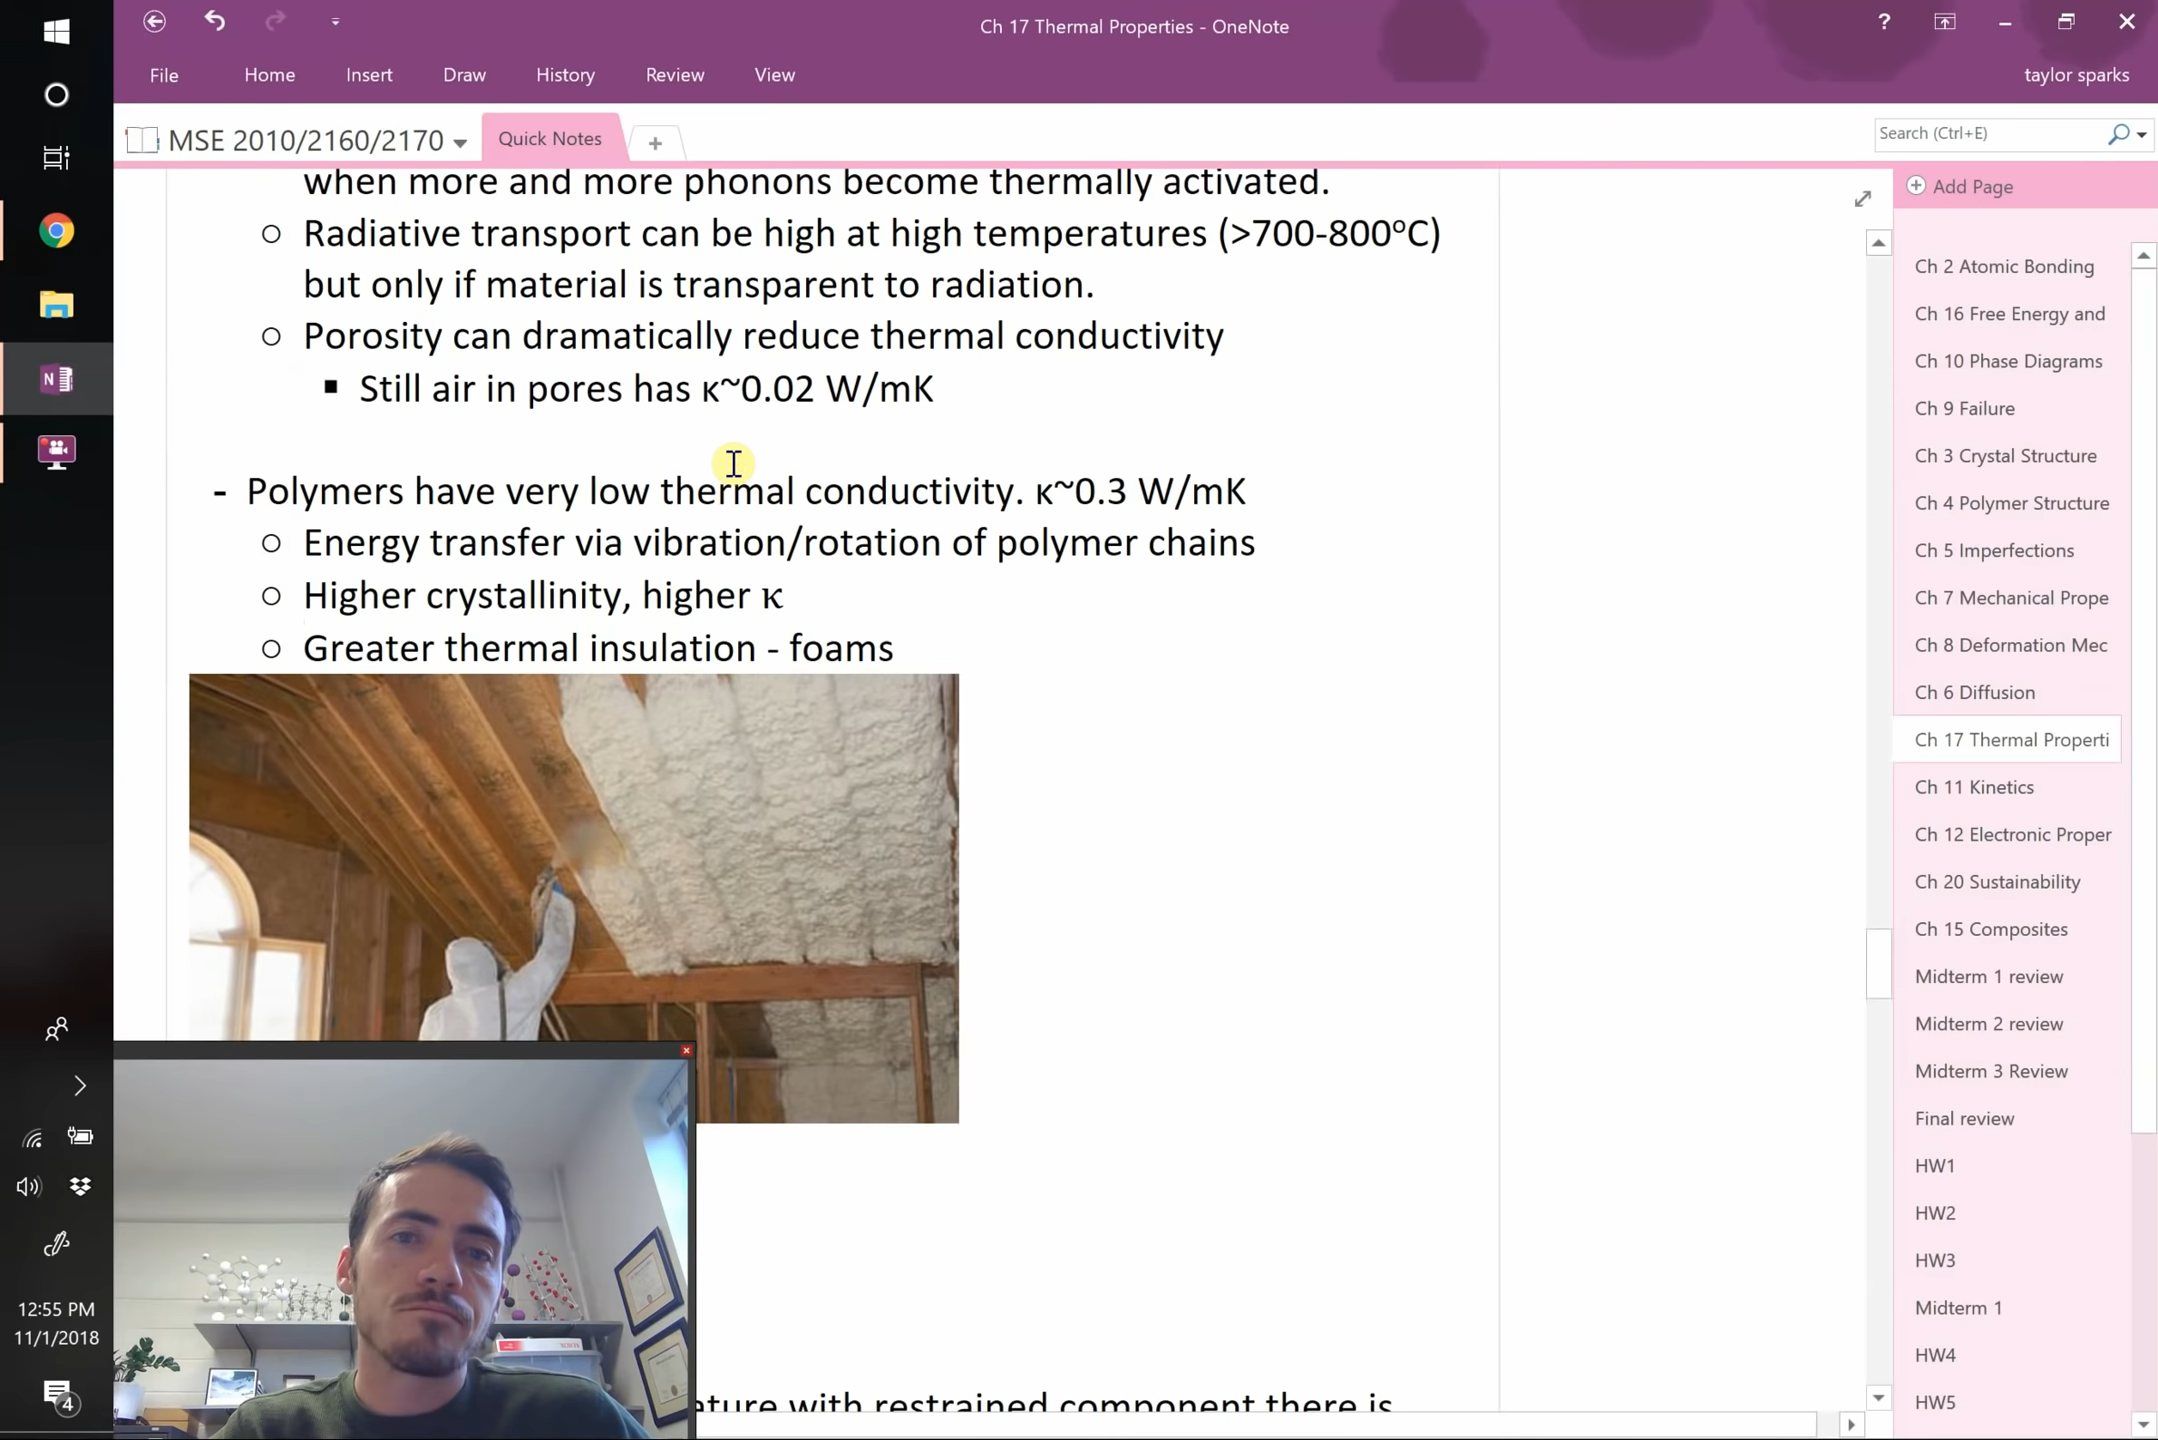 Ch 17 Thermal Properties - OneNote
?
File Home Insert Draw History Review View
taylor sparks
MSE 2010/2160/2170
Quick Notes
Search (Ctrl+E)
Add Page
when more and more phonons become thermally activated.
○ Radiative transport can be high at high temperatures (>700-800°C)
but only if material is transparent to radiation.
○ Porosity can dramatically reduce thermal conductivity
▪ Still air in pores has κ~0.02 W/mK
- Polymers have very low thermal conductivity. κ~0.3 W/mK
○ Energy transfer via vibration/rotation of polymer chains
○ Higher crystallinity, higher κ
○ Greater thermal insulation - foams
ature with restrained component there is
Ch 2 Atomic Bonding
Ch 16 Free Energy and
Ch 10 Phase Diagrams
Ch 9 Failure
Ch 3 Crystal Structure
Ch 4 Polymer Structure
Ch 5 Imperfections
Ch 7 Mechanical Prope
Ch 8 Deformation Mec
Ch 6 Diffusion
Ch 17 Thermal Properti
Ch 11 Kinetics
Ch 12 Electronic Proper
Ch 20 Sustainability
Ch 15 Composites
Midterm 1 review
Midterm 2 review
Midterm 3 Review
Final review
HW1
HW2
HW3
Midterm 1
HW4
HW5
N
12:55 PM
11/1/2018
4